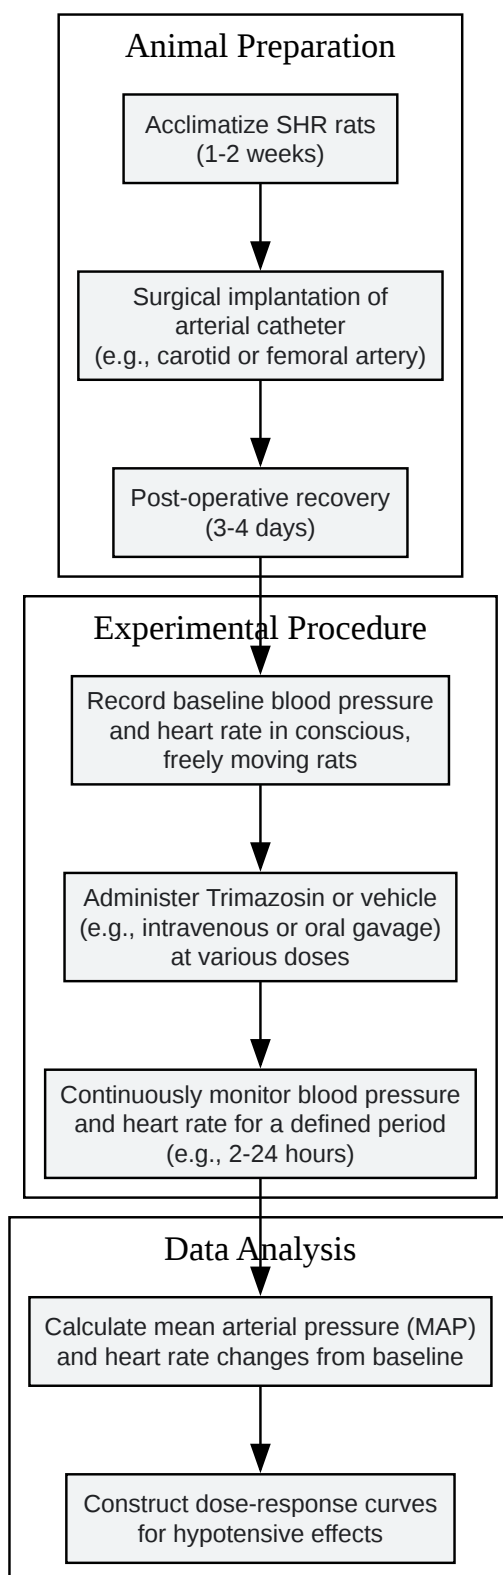 Animal Preparation
Acclimatize SHR rats
(1-2 weeks)
Surgical implantation of
arterial catheter
(e.g., carotid or femoral artery)
Post-operative recovery
(3-4 days)
Experimental Procedure
Record baseline blood pressure
and heart rate in conscious,
freely moving rats
Administer Trimazosin or vehicle
(e.g., intravenous or oral gavage)
at various doses
Continuously monitor blood pressure
and heart rate for a defined period
(e.g., 2-24 hours)
Data Analysis
Calculate mean arterial pressure (MAP)
and heart rate changes from baseline
Construct dose-response curves
for hypotensive effects